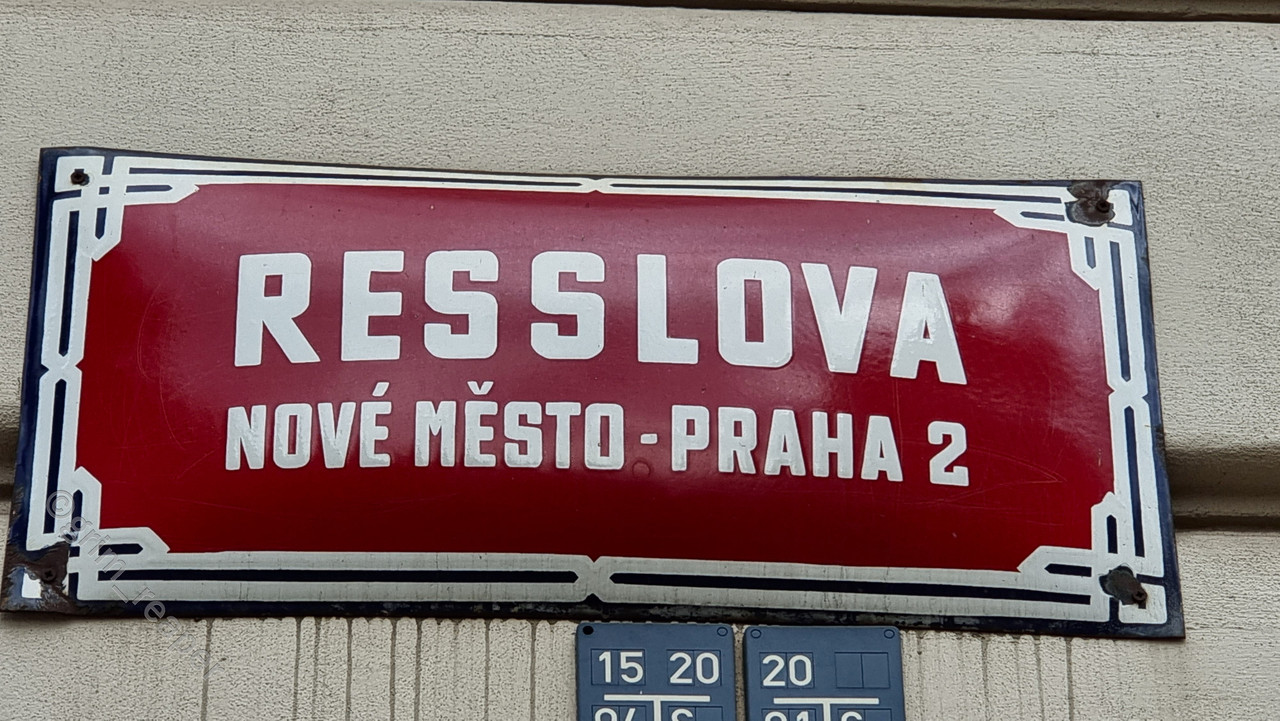 RESSLOVA
NOVÉ MĚSTO - PRAHA 2
15 20
20